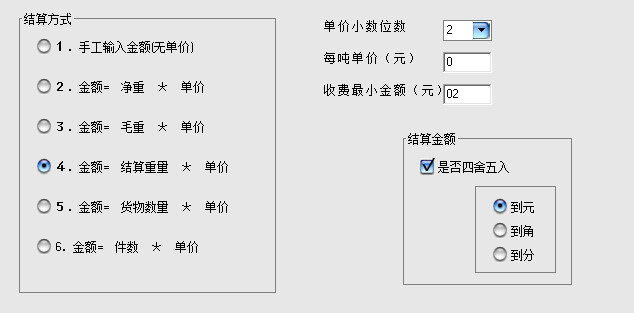 结算方式
1. 手工输入金额(无单价)
2. 金额= 净重 * 单价
3. 金额= 毛重 * 单价
4. 金额= 结算重量 * 单价
5. 金额= 货物数量 * 单价
6. 金额= 件数 * 单价
单价小数位数 2
每吨单价（元） 0
收费最小金额（元） 02
结算金额
是否四舍五入
到元
到角
到分